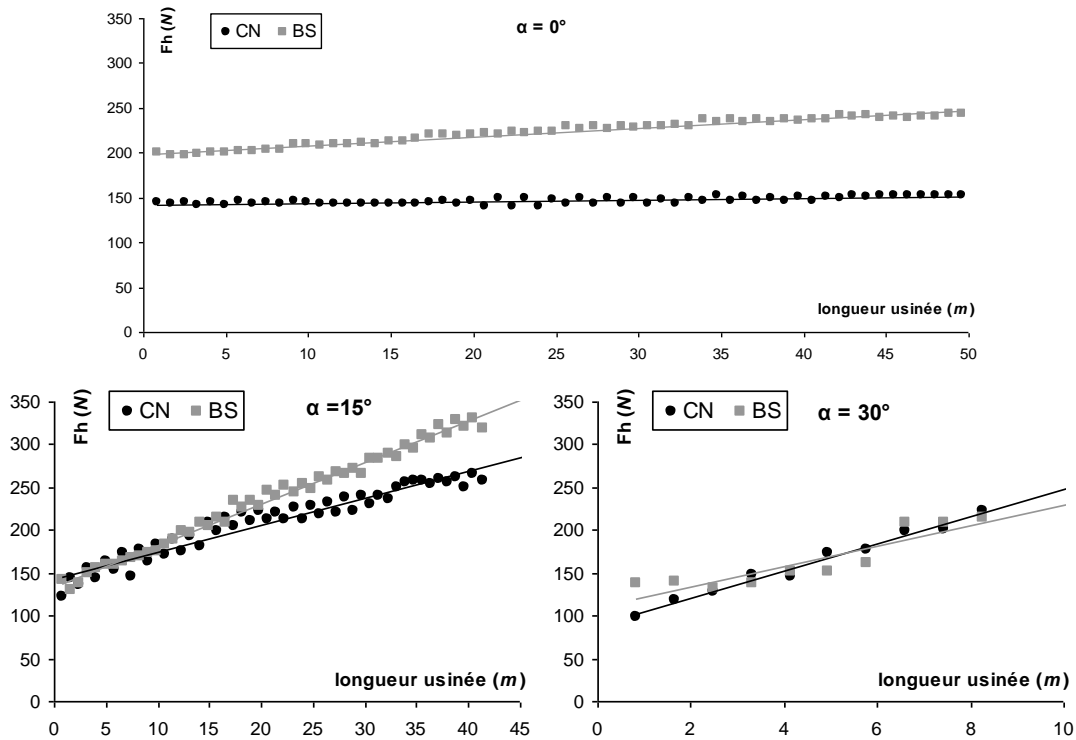 Fh (N)
CN BS
α = 0°
350
300
250
200
150
100
50
0
longueur usinée (m)
0 5 10 15 20 25 30 35 40 45 50
Fh (N)
CN BS
α =15°
350
300
250
200
150
100
50
0
longueur usinée (m)
0 5 10 15 20 25 30 35 40 45
Fh (N)
CN BS
α = 30°
350
300
250
200
150
100
50
0
longueur usinée (m)
0 2 4 6 8 10